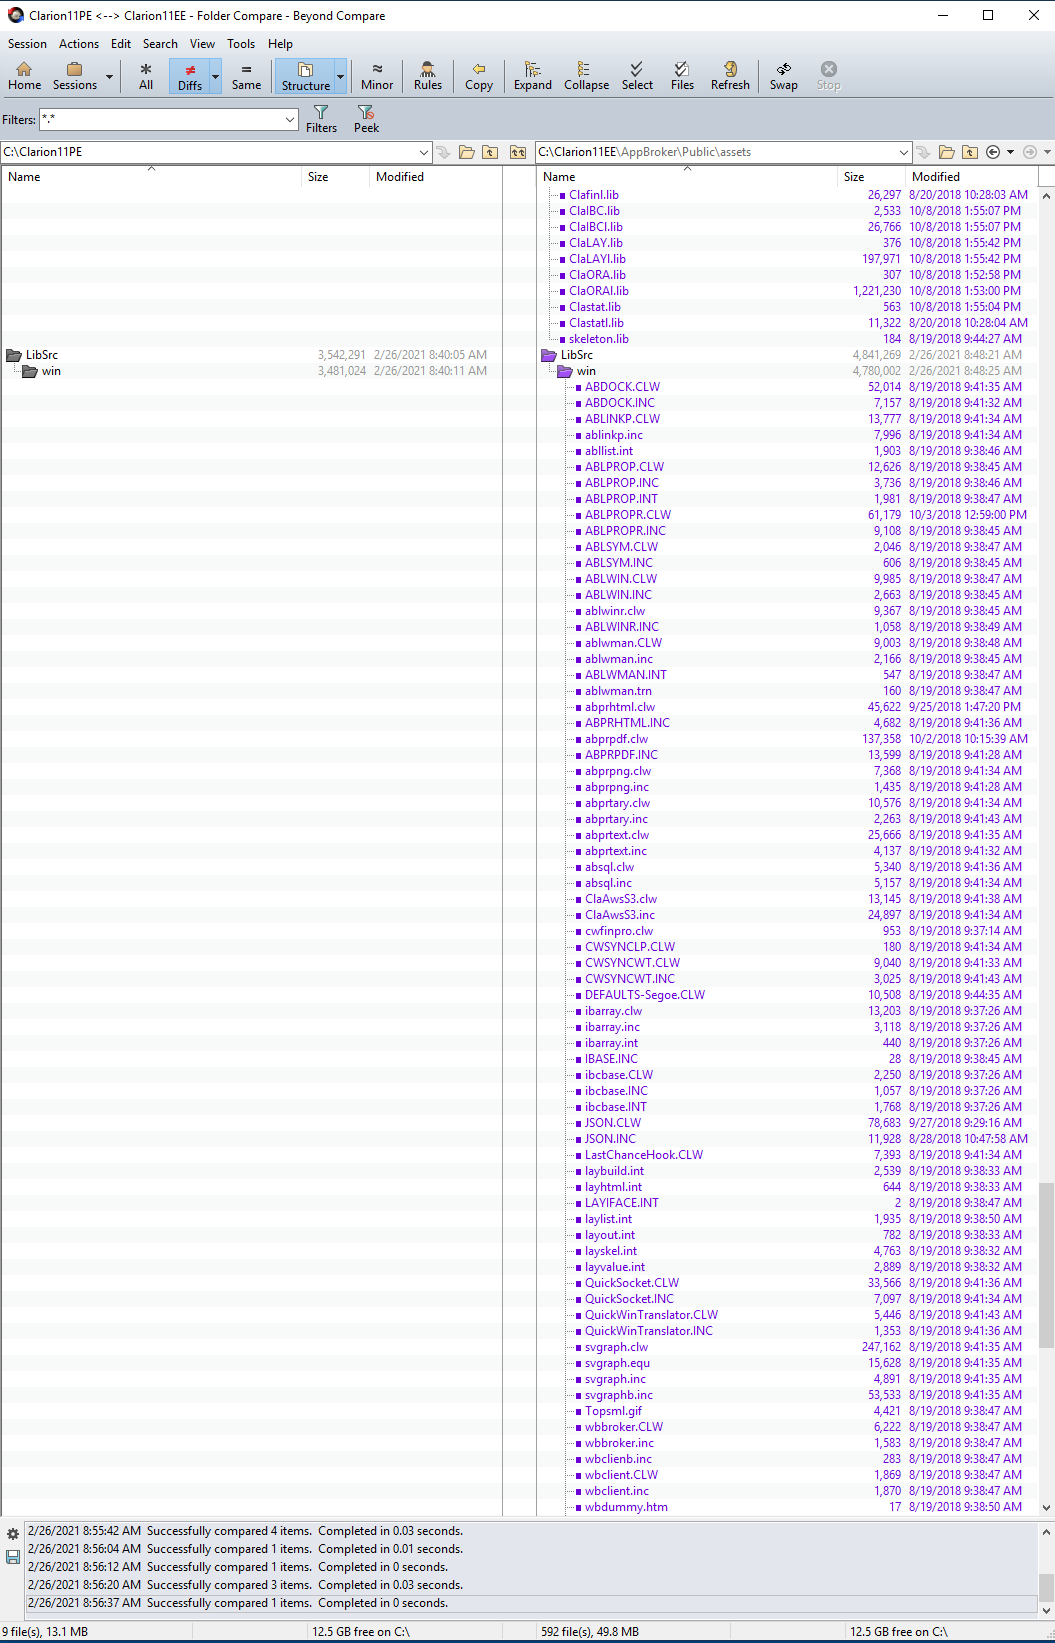 Clarion11PE <--> Clarion11EE - Folder Compare - Beyond Compare
Session Actions Edit Search View Tools Help
Home Sessions All Diffs Same Structure Minor Rules Copy Expand Collapse Select Files Refresh Swap Stop
Filters: *.* Filters Peek
C:\Clarion11PE C:\Clarion11EE\AppBroker\Public\assets
Name Size Modified Name Size Modified
Clafinl.lib 26,297 8/20/2018 10:28:03 AM
ClaIBC.lib 2,533 10/8/2018 1:55:07 PM
ClaIBCl.lib 26,766 10/8/2018 1:55:07 PM
ClaLAY.lib 376 10/8/2018 1:55:42 PM
ClaLAYl.lib 197,971 10/8/2018 1:55:42 PM
ClaORA.lib 307 10/8/2018 1:52:58 PM
ClaORAl.lib 1,221,230 10/8/2018 1:53:00 PM
Clastat.lib 563 10/8/2018 1:55:04 PM
Clastatl.lib 11,322 8/20/2018 10:28:04 AM
skeleton.lib 184 8/19/2018 9:44:27 AM
LibSrc 3,542,291 2/26/2021 8:40:05 AM LibSrc 4,841,269 2/26/2021 8:48:21 AM
win 3,481,024 2/26/2021 8:40:11 AM win 4,780,002 2/26/2021 8:48:25 AM
ABDOCK.CLW 52,014 8/19/2018 9:41:35 AM
ABDOCK.INC 7,157 8/19/2018 9:41:32 AM
ABLINKP.CLW 13,777 8/19/2018 9:41:34 AM
ablinkp.inc 7,996 8/19/2018 9:41:34 AM
abllist.int 1,903 8/19/2018 9:38:46 AM
ABLPROP.CLW 12,626 8/19/2018 9:38:45 AM
ABLPROP.INC 3,736 8/19/2018 9:38:46 AM
ABLPROP.INT 1,981 8/19/2018 9:38:47 AM
ABLPROPR.CLW 61,179 10/3/2018 12:59:00 PM
ABLPROPR.INC 9,108 8/19/2018 9:38:45 AM
ABLSYM.CLW 2,046 8/19/2018 9:38:47 AM
ABLSYM.INC 606 8/19/2018 9:38:45 AM
ABLWIN.CLW 9,985 8/19/2018 9:38:47 AM
ABLWIN.INC 2,663 8/19/2018 9:38:45 AM
ablwinr.clw 9,367 8/19/2018 9:38:45 AM
ABLWINR.INC 1,058 8/19/2018 9:38:49 AM
ablwman.CLW 9,003 8/19/2018 9:38:48 AM
ablwman.inc 2,166 8/19/2018 9:38:45 AM
ABLWMAN.INT 547 8/19/2018 9:38:47 AM
ablwman.trn 160 8/19/2018 9:38:47 AM
abprhtml.clw 45,622 9/25/2018 1:47:20 PM
ABPRHTML.INC 4,682 8/19/2018 9:41:36 AM
abprpdf.clw 137,358 10/2/2018 10:15:39 AM
ABPRPDF.INC 13,599 8/19/2018 9:41:28 AM
abprpng.clw 7,368 8/19/2018 9:41:34 AM
abprpng.inc 1,435 8/19/2018 9:41:28 AM
abprtary.clw 10,576 8/19/2018 9:41:34 AM
abprtary.inc 2,263 8/19/2018 9:41:43 AM
abprtext.clw 25,666 8/19/2018 9:41:35 AM
abprtext.inc 4,137 8/19/2018 9:41:32 AM
absql.clw 5,340 8/19/2018 9:41:36 AM
absql.inc 5,157 8/19/2018 9:41:34 AM
ClaAwsS3.clw 13,145 8/19/2018 9:41:38 AM
ClaAwsS3.inc 24,897 8/19/2018 9:41:34 AM
cwfinpro.clw 953 8/19/2018 9:37:14 AM
CWSYNCLP.CLW 180 8/19/2018 9:41:34 AM
CWSYNCWT.CLW 9,040 8/19/2018 9:41:33 AM
CWSYNCWT.INC 3,025 8/19/2018 9:41:43 AM
DEFAULTS-Segoe.CLW 10,508 8/19/2018 9:44:35 AM
ibarray.clw 13,203 8/19/2018 9:37:26 AM
ibarray.inc 3,118 8/19/2018 9:37:26 AM
ibarray.int 440 8/19/2018 9:37:26 AM
IBASE.INC 28 8/19/2018 9:38:45 AM
ibcbase.CLW 2,250 8/19/2018 9:37:26 AM
ibcbase.INC 1,057 8/19/2018 9:37:26 AM
ibcbase.INT 1,768 8/19/2018 9:37:26 AM
JSON.CLW 78,683 9/27/2018 9:29:16 AM
JSON.INC 11,928 8/28/2018 10:47:58 AM
LastChanceHook.CLW 7,393 8/19/2018 9:41:34 AM
laybuild.int 2,539 8/19/2018 9:38:33 AM
layhtml.int 644 8/19/2018 9:38:33 AM
LAYIFACE.INT 2 8/19/2018 9:38:47 AM
laylist.int 1,935 8/19/2018 9:38:50 AM
layout.int 782 8/19/2018 9:38:33 AM
layskel.int 4,763 8/19/2018 9:38:32 AM
layvalue.int 2,889 8/19/2018 9:38:32 AM
QuickSocket.CLW 33,566 8/19/2018 9:41:36 AM
QuickSocket.INC 7,097 8/19/2018 9:41:34 AM
QuickWinTranslator.CLW 5,446 8/19/2018 9:41:43 AM
QuickWinTranslator.INC 1,353 8/19/2018 9:41:36 AM
svgraph.clw 247,162 8/19/2018 9:41:35 AM
svgraph.equ 15,628 8/19/2018 9:41:35 AM
svgraph.inc 4,891 8/19/2018 9:41:35 AM
svgraphb.inc 53,533 8/19/2018 9:41:35 AM
Topsml.gif 4,421 8/19/2018 9:38:47 AM
wbbroker.CLW 6,222 8/19/2018 9:38:47 AM
wbbroker.inc 1,583 8/19/2018 9:38:47 AM
wbclienb.inc 283 8/19/2018 9:38:47 AM
wbclient.CLW 1,869 8/19/2018 9:38:47 AM
wbclient.inc 1,870 8/19/2018 9:38:47 AM
wbdummy.htm 17 8/19/2018 9:38:50 AM
2/26/2021 8:55:42 AM Successfully compared 4 items. Completed in 0.03 seconds.
2/26/2021 8:56:04 AM Successfully compared 1 items. Completed in 0.01 seconds.
2/26/2021 8:56:12 AM Successfully compared 1 items. Completed in 0 seconds.
2/26/2021 8:56:20 AM Successfully compared 3 items. Completed in 0.03 seconds.
2/26/2021 8:56:37 AM Successfully compared 1 items. Completed in 0 seconds.
9 file(s), 13.1 MB 12.5 GB free on C:\ 592 file(s), 49.8 MB 12.5 GB free on C:\